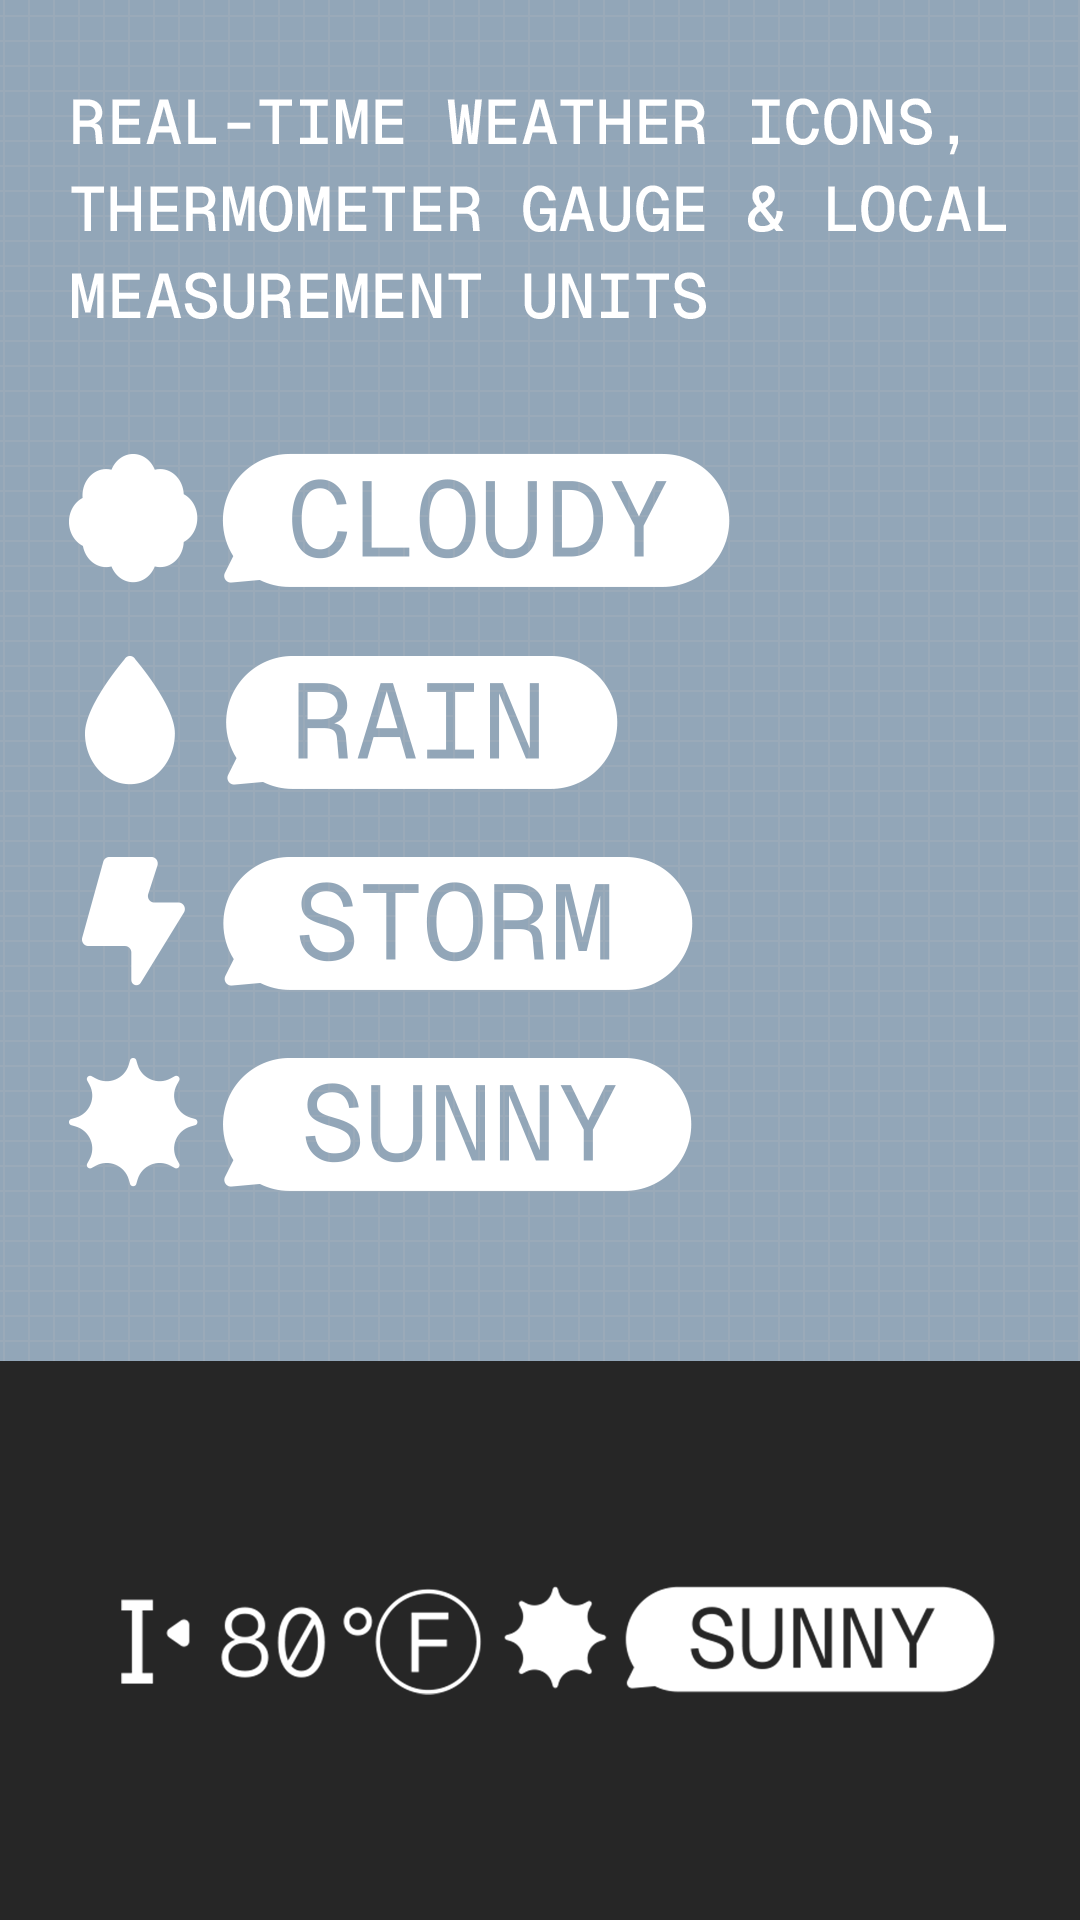 REAL-TIME WEATHER ICONS,
THERMOMETER GAUGE & LOCAL
MEASUREMENT UNITS
CLOUDY
RAIN
STORM
SUNNY
80°F SUNNY